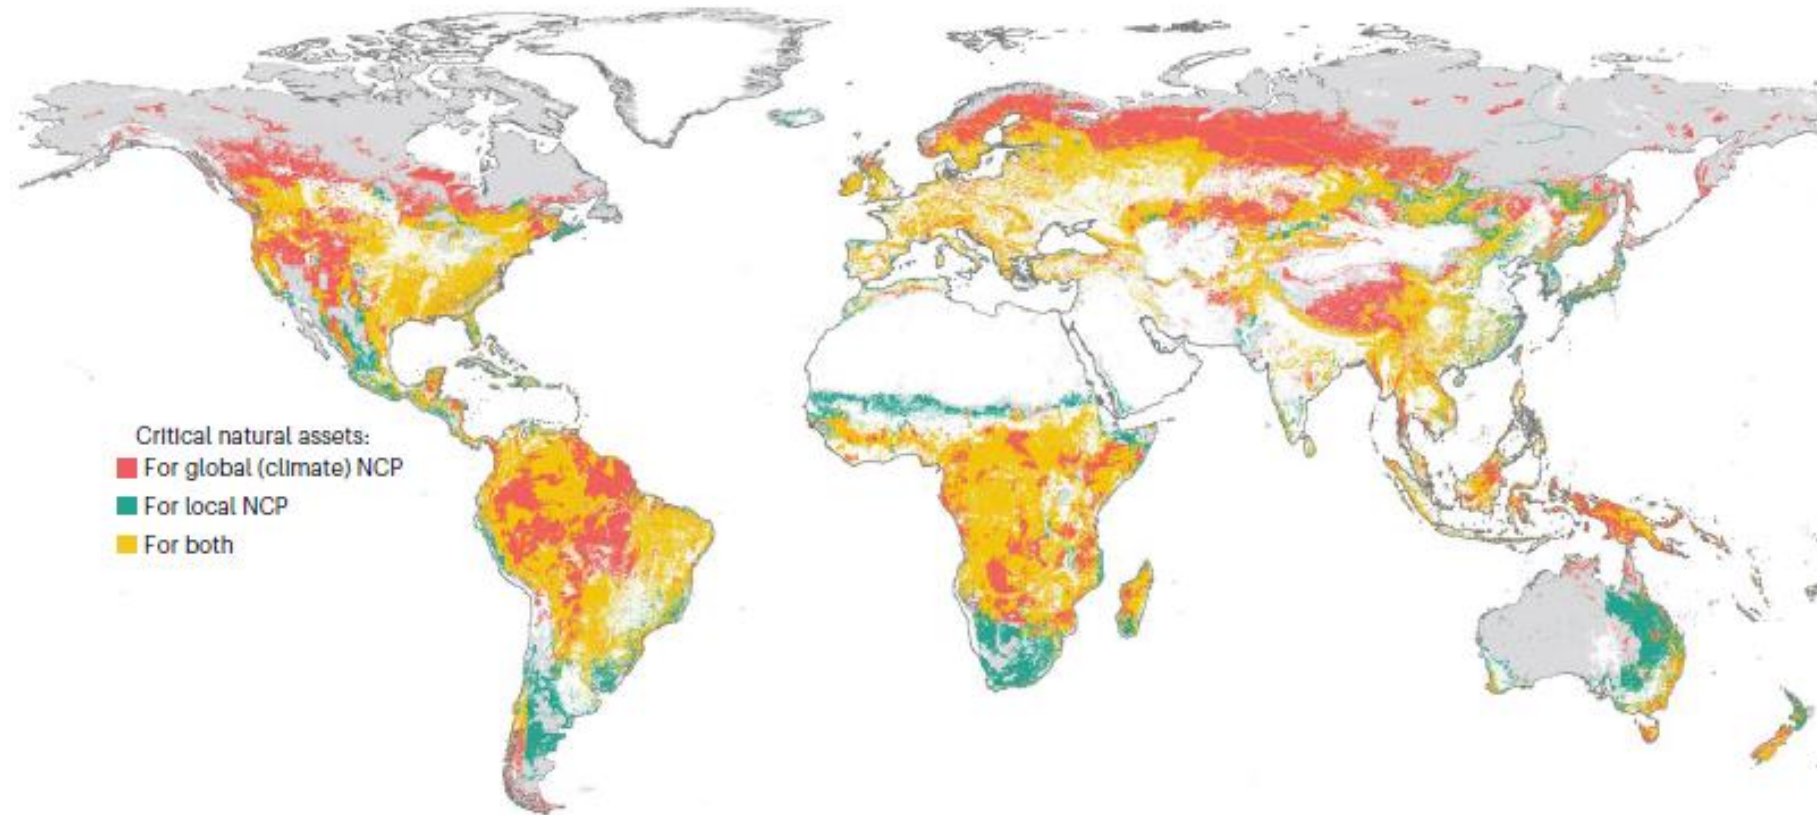 Critical natural assets:
For global (climate) NCP
For local NCP
For both